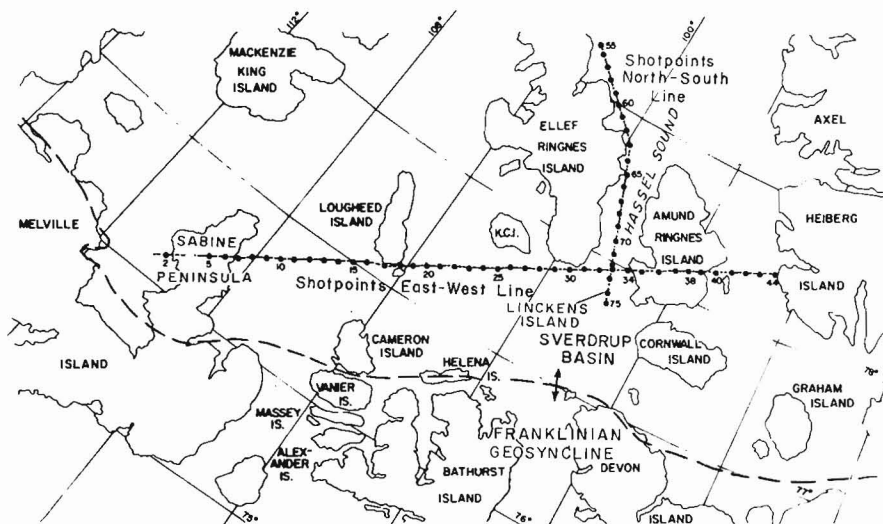 112°
108°
100°
MACKENZIE
KING
ISLAND
55
Shotpoints
North-South
Line
60
ELLEF
RINGNES
ISLAND
HASSEL SOUND
AXEL
65
LOUGHEED
ISLAND
K.C.I.
AMUND
RINGNES
ISLAND
HEIBERG
ISLAND
MELVILLE
SABINE
PENINSULA
70
2
5
10
15
20
25
30
32
34
38
40
44
Shotpoints East-West Line
75
LINCKENS
ISLAND
CAMERON
ISLAND
SVERDRUP
BASIN
CORNWALL
ISLAND
HELENA
IS.
ISLAND
VANIER
IS.
78°
MASSEY
IS.
GRAHAM
ISLAND
ALEX-
ANDER
IS.
FRANKLINIAN
GEOSYNCLINE
BATHURST
ISLAND
DEVON
ISLAND
75°
76°
77°